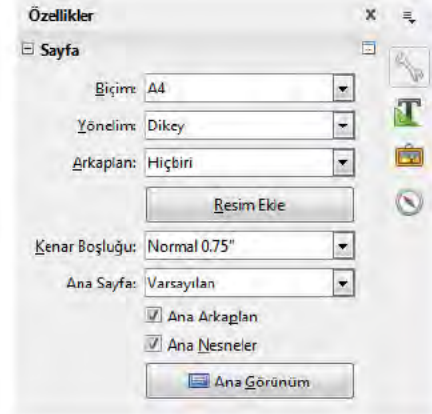 Özellikler
Sayfa
Biçim: A4
Yönelim: Dikey
Arkaplan: Hiçbiri
Resim Ekle
Kenar Boşluğu: Normal 0.75"
Ana Sayfa: Varsayılan
Ana Arkaplan
Ana Nesneler
Ana Görünüm